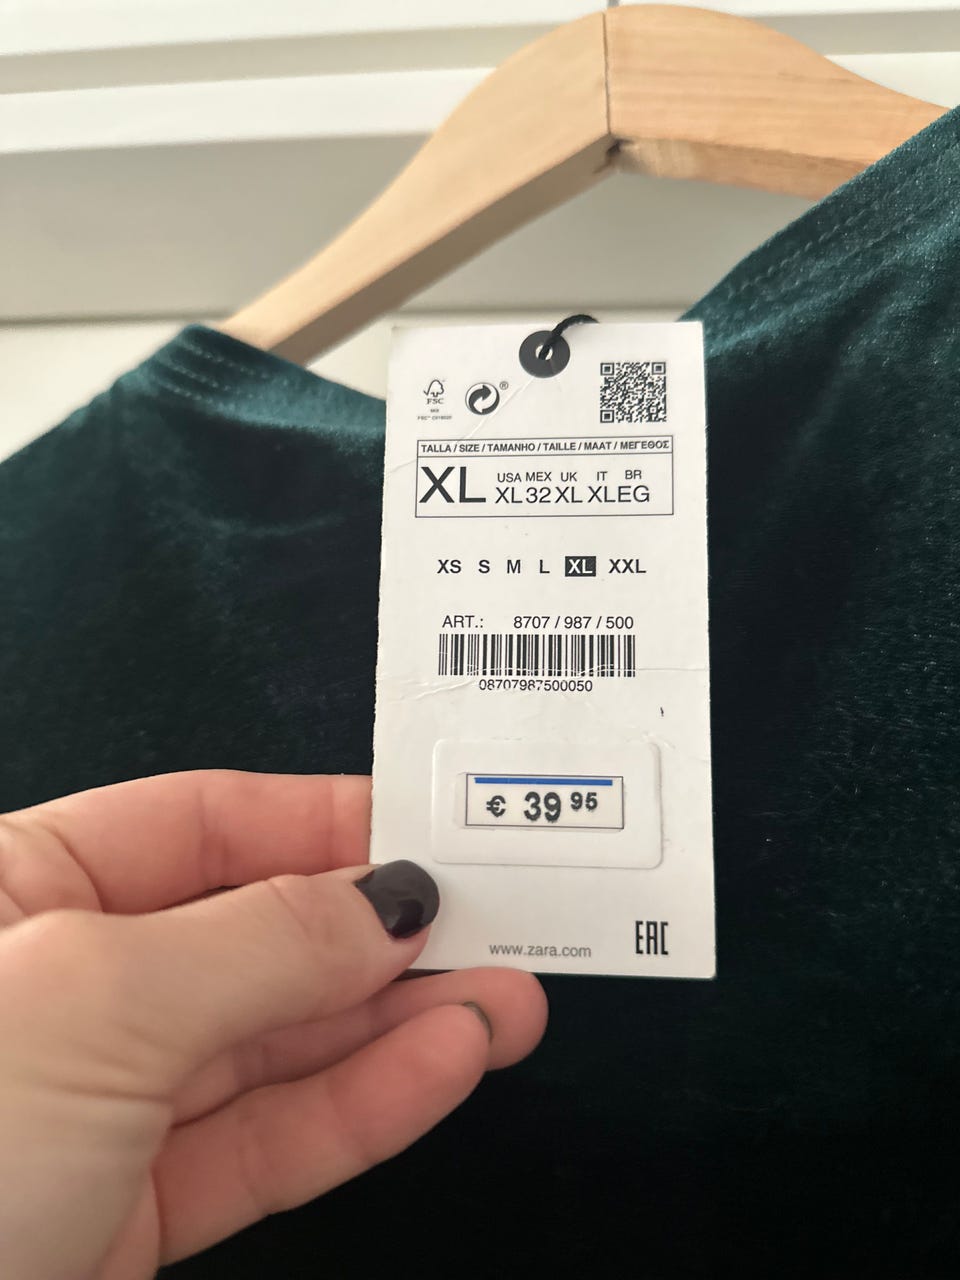 FSC
MIX
®
TALLA / SIZE / TAMANHO / TAILLE / MAAT / ΜΕΓΕΘΟΣ
XL
USA MEX UK IT BR
XL 32 XL XL EG
XS S M L XL XXL
ART.: 8707 / 987 / 500
08707987500050
€ 39 95
www.zara.com
EAC